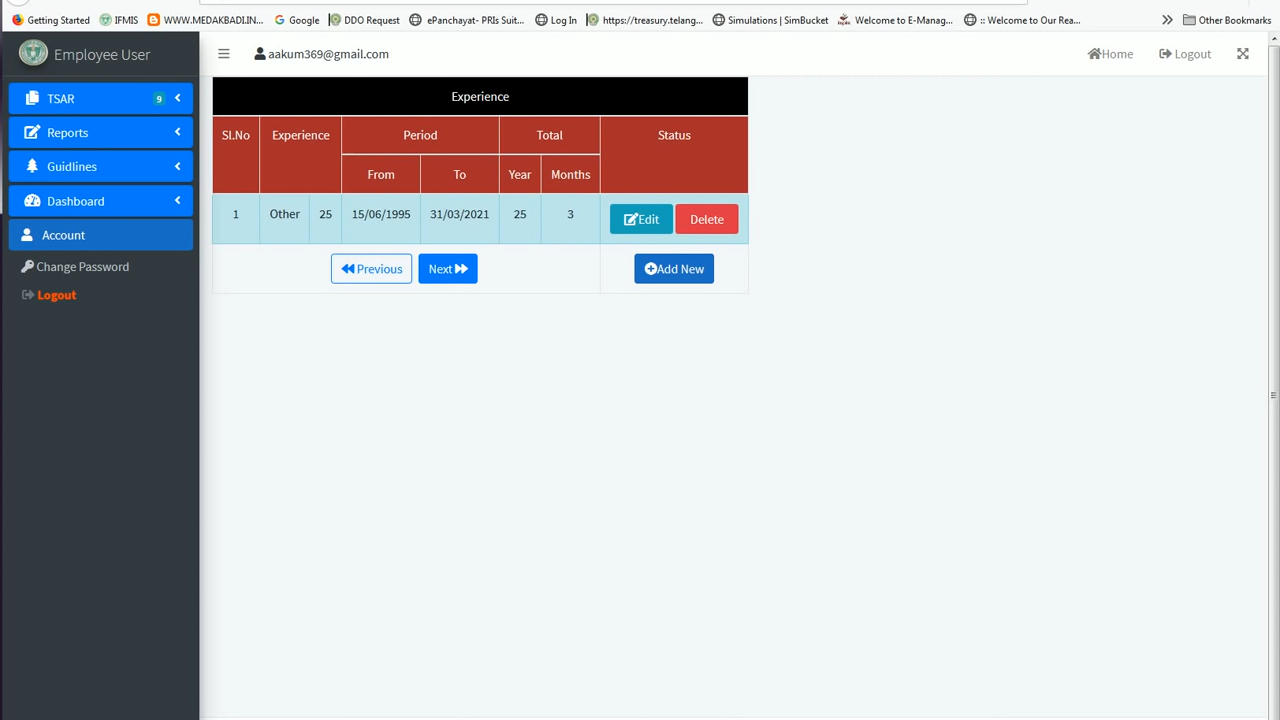 Getting Started IFMIS WWW.MEDAKBADI.IN... Google DDO Request ePanchayat- PRIs Suit... Log In https://treasury.telang... Simulations | SimBucket Welcome to E-Manag... :: Welcome to Our Rea... Other Bookmarks
Employee User
aakum369@gmail.com
Home Logout
TSAR 9
Reports
Guidlines
Dashboard
Account
Change Password
Logout
Experience
Sl.No Experience Period Total Status
From To Year Months
1 Other 25 15/06/1995 31/03/2021 25 3 Edit Delete
Previous Next Add New